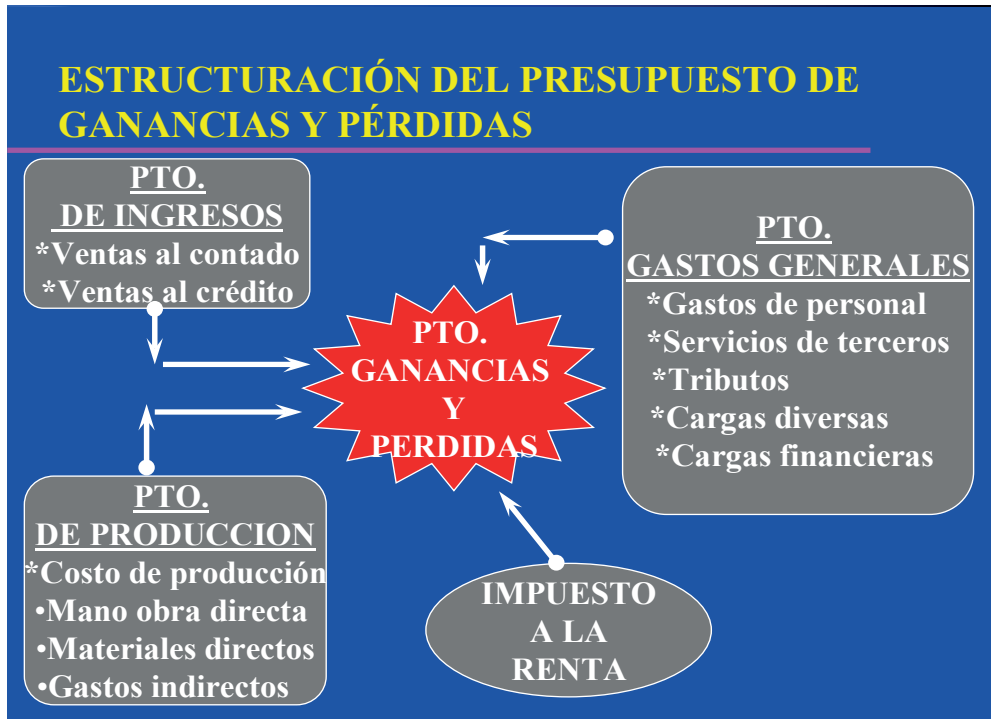 ESTRUCTURACIÓN DEL PRESUPUESTO DE
GANANCIAS Y PÉRDIDAS
PTO.
DE INGRESOS
*Ventas al contado
*Ventas al crédito
PTO.
GASTOS GENERALES
*Gastos de personal
*Servicios de terceros
*Tributos
*Cargas diversas
*Cargas financieras
PTO.
GANANCIAS
Y
PERDIDAS
PTO.
DE PRODUCCION
*Costo de producción
•Mano obra directa
•Materiales directos
•Gastos indirectos
IMPUESTO
A LA
RENTA